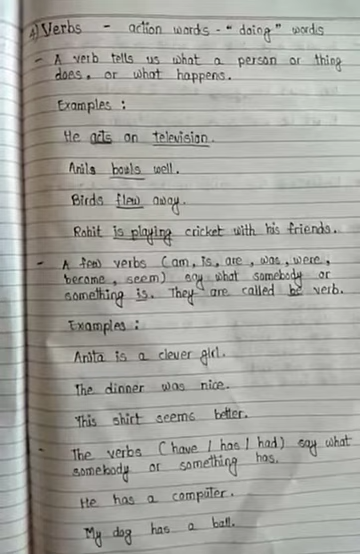 4) Verbs - action words - "doing" words
- A verb tells us what a person or thing
does. or what happens.
Examples :
He acts on television.
Anils bowls well.
Birds flew away.
Rohit is playing cricket with his friends.
- A few verbs (am, is, are, was, were,
become, seem) say what somebody or
something is. They are called be verb.
Examples :
Anita is a clever girl.
The dinner was nice.
This shirt seems better.
- The verbs (have / has / had) say what
somebody or something has.
He has a computer.
My dog has a ball.